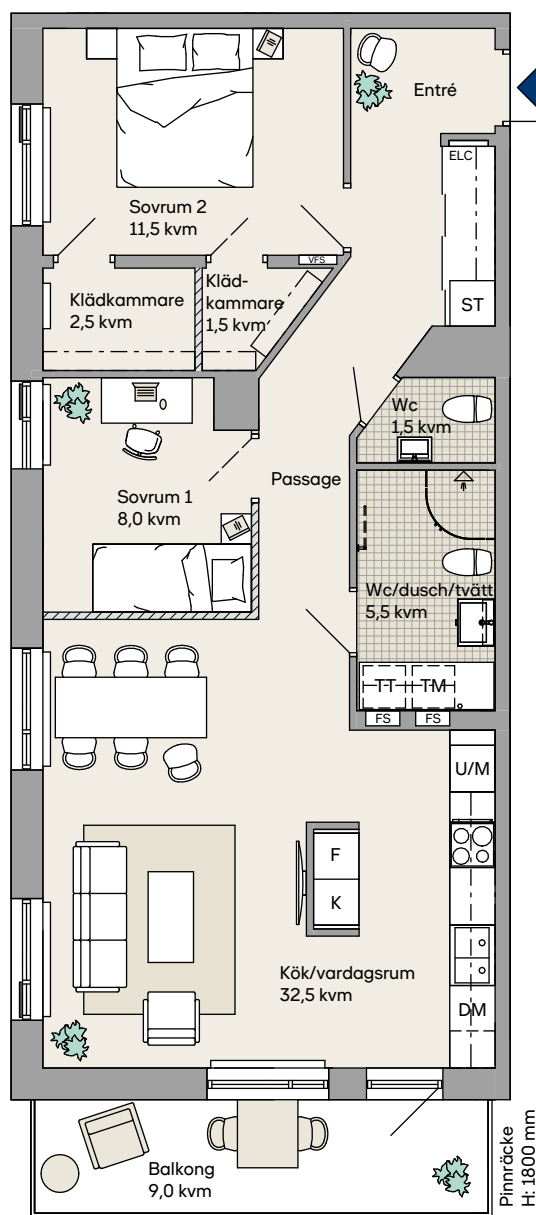 Entré
ELC
Sovrum 2
11,5 kvm
VFS
Klädkammare
2,5 kvm
Kläd-
kammare
1,5 kvm
ST
Wc
1,5 kvm
Passage
Sovrum 1
8,0 kvm
Wc/dusch/tvätt
5,5 kvm
TT
TM
FS
FS
U/M
F
K
Kök/vardagsrum
32,5 kvm
DM
Balkong
9,0 kvm
Pinnräcke
H: 1800 mm